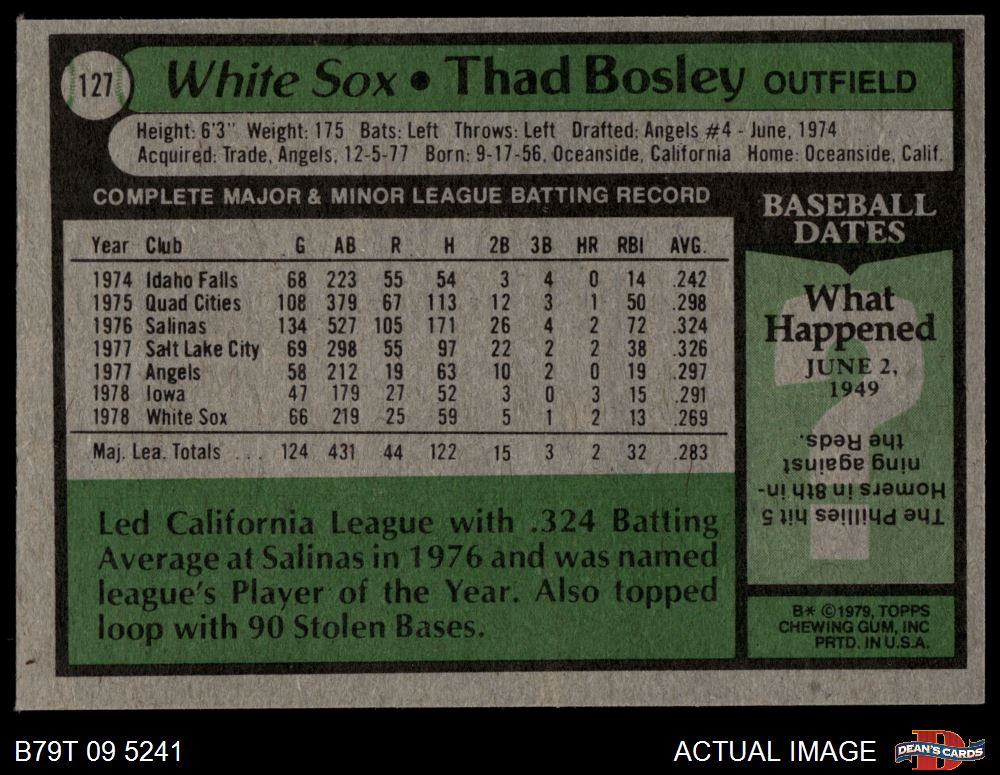 127
White Sox • Thad Bosley OUTFIELD
Height: 6'3" Weight: 175 Bats: Left Throws: Left Drafted: Angels #4 - June, 1974
Acquired: Trade, Angels, 12-5-77 Born: 9-17-56, Oceanside, California Home: Oceanside, Calif.
COMPLETE MAJOR & MINOR LEAGUE BATTING RECORD
Year Club G AB R H 2B 3B HR RBI AVG.
1974 Idaho Falls 68 223 55 54 3 4 0 14 .242
1975 Quad Cities 108 379 67 113 12 3 1 50 .298
1976 Salinas 134 527 105 171 26 4 2 72 .324
1977 Salt Lake City 69 298 55 97 22 2 2 38 .326
1977 Angels 58 212 19 63 10 2 0 19 .297
1978 Iowa 47 179 27 52 3 0 3 15 .291
1978 White Sox 66 219 25 59 5 1 2 13 .269
Maj. Lea. Totals ... 124 431 44 122 15 3 2 32 .283
Led California League with .324 Batting
Average at Salinas in 1976 and was named
league's Player of the Year. Also topped
loop with 90 Stolen Bases.
BASEBALL
DATES
?
What
Happened
JUNE 2,
1949
The Phillies hit 5
Homers in 8th in-
ning against
the Reds.
B* ©1979, TOPPS
CHEWING GUM, INC
PRTD. IN U.S.A.
B79T 09 5241
ACTUAL IMAGE
D
DEAN'S CARDS